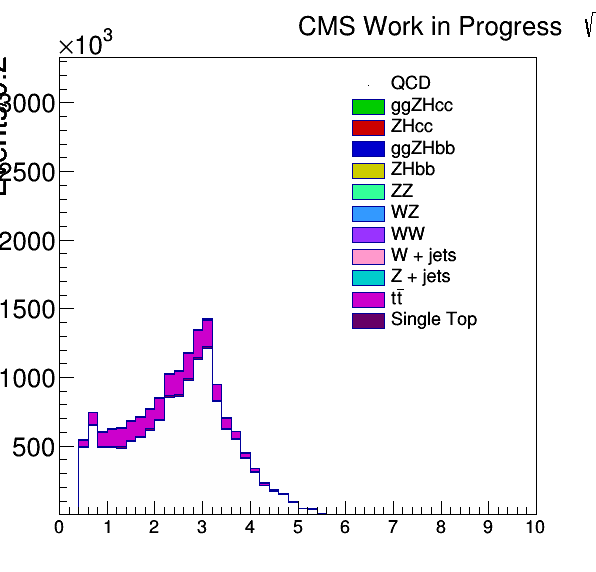 CMS Work in Progress √
×10³
3000
2500
2000
1500
1000
500
QCD
ggZHcc
ZHcc
ggZHbb
ZHbb
ZZ
WZ
WW
W + jets
Z + jets
tt̄
Single Top
0 1 2 3 4 5 6 7 8 9 10